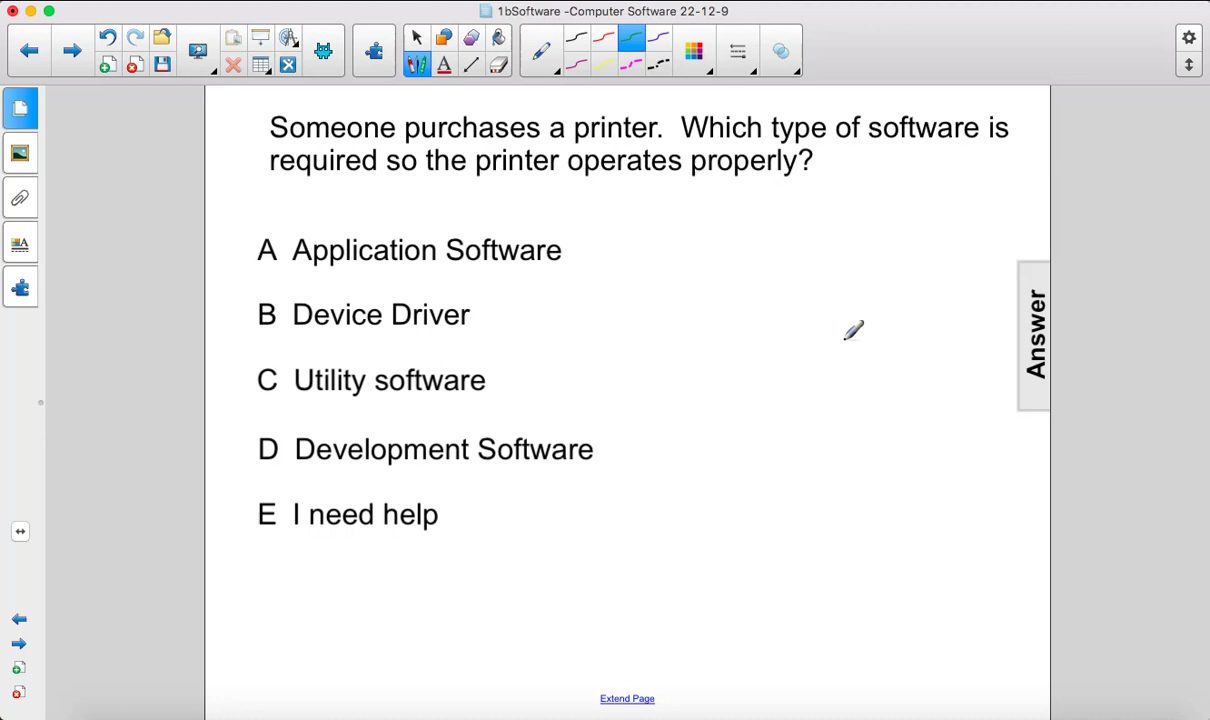 1bSoftware -Computer Software 22-12-9
Someone purchases a printer. Which type of software is
required so the printer operates properly?
A Application Software
B Device Driver
C Utility software
D Development Software
E I need help
Answer
Extend Page